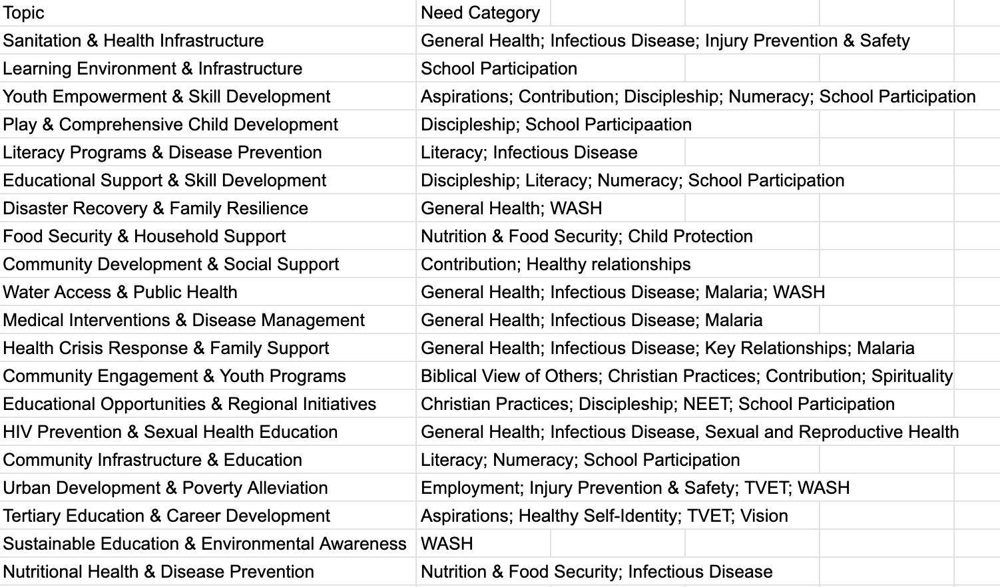 Topic Need Category
Sanitation & Health Infrastructure General Health; Infectious Disease; Injury Prevention & Safety
Learning Environment & Infrastructure School Participation
Youth Empowerment & Skill Development Aspirations; Contribution; Discipleship; Numeracy; School Participation
Play & Comprehensive Child Development Discipleship; School Participaation
Literacy Programs & Disease Prevention Literacy; Infectious Disease
Educational Support & Skill Development Discipleship; Literacy; Numeracy; School Participation
Disaster Recovery & Family Resilience General Health; WASH
Food Security & Household Support Nutrition & Food Security; Child Protection
Community Development & Social Support Contribution; Healthy relationships
Water Access & Public Health General Health; Infectious Disease; Malaria; WASH
Medical Interventions & Disease Management General Health; Infectious Disease; Malaria
Health Crisis Response & Family Support General Health; Infectious Disease; Key Relationships; Malaria
Community Engagement & Youth Programs Biblical View of Others; Christian Practices; Contribution; Spirituality
Educational Opportunities & Regional Initiatives Christian Practices; Discipleship; NEET; School Participation
HIV Prevention & Sexual Health Education General Health; Infectious Disease, Sexual and Reproductive Health
Community Infrastructure & Education Literacy; Numeracy; School Participation
Urban Development & Poverty Alleviation Employment; Injury Prevention & Safety; TVET; WASH
Tertiary Education & Career Development Aspirations; Healthy Self-Identity; TVET; Vision
Sustainable Education & Environmental Awareness WASH
Nutritional Health & Disease Prevention Nutrition & Food Security; Infectious Disease